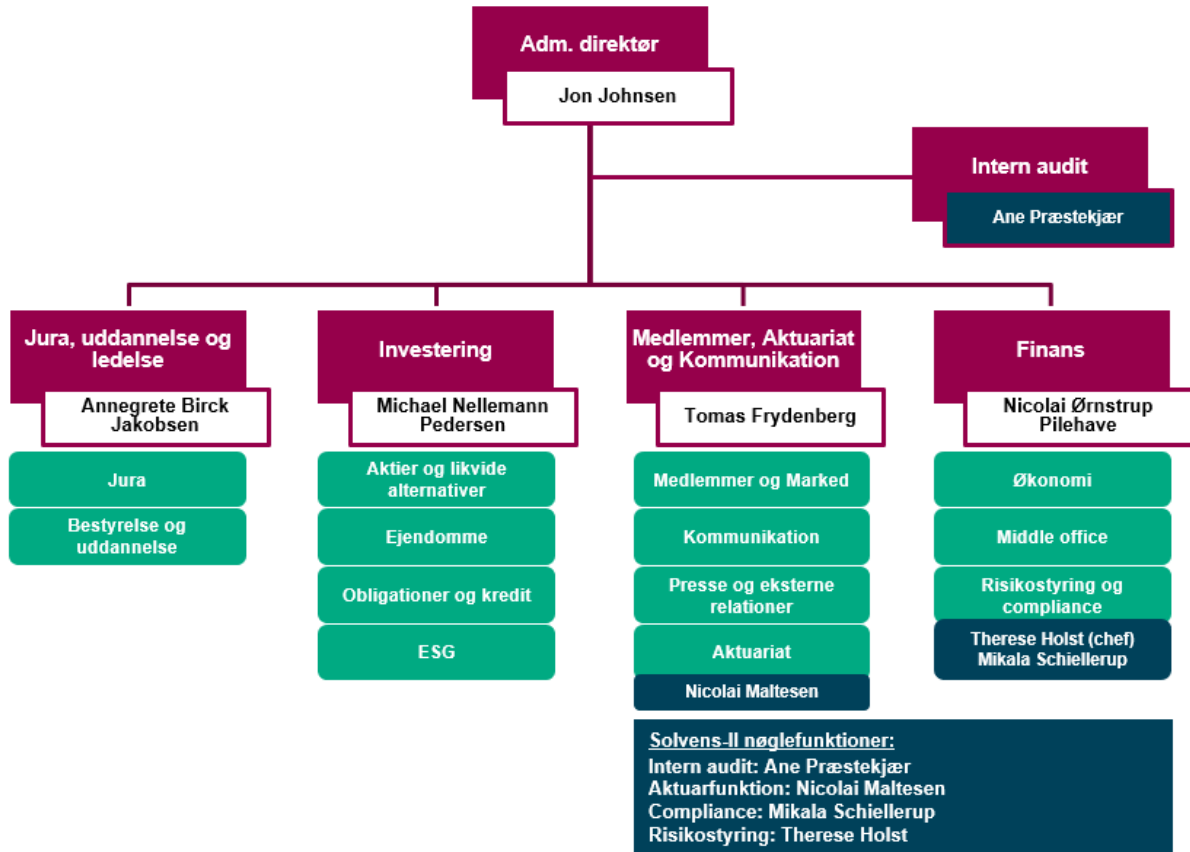 Adm. direktør
Jon Johnsen
Intern audit
Ane Præstekjær
Jura, uddannelse og
ledelse
Annegrete Birck
Jakobsen
Jura
Bestyrelse og
uddannelse
Investering
Michael Nellemann
Pedersen
Aktier og likvide
alternativer
Ejendomme
Obligationer og kredit
ESG
Medlemmer, Aktuariat
og Kommunikation
Tomas Frydenberg
Medlemmer og Marked
Kommunikation
Presse og eksterne
relationer
Aktuariat
Nicolai Maltesen
Finans
Nicolai Ørnstrup
Pilehave
Økonomi
Middle office
Risikostyring og
compliance
Therese Holst (chef)
Mikala Schiellerup
Solvens-II nøglefunktioner:
Intern audit: Ane Præstekjær
Aktuarfunktion: Nicolai Maltesen
Compliance: Mikala Schiellerup
Risikostyring: Therese Holst